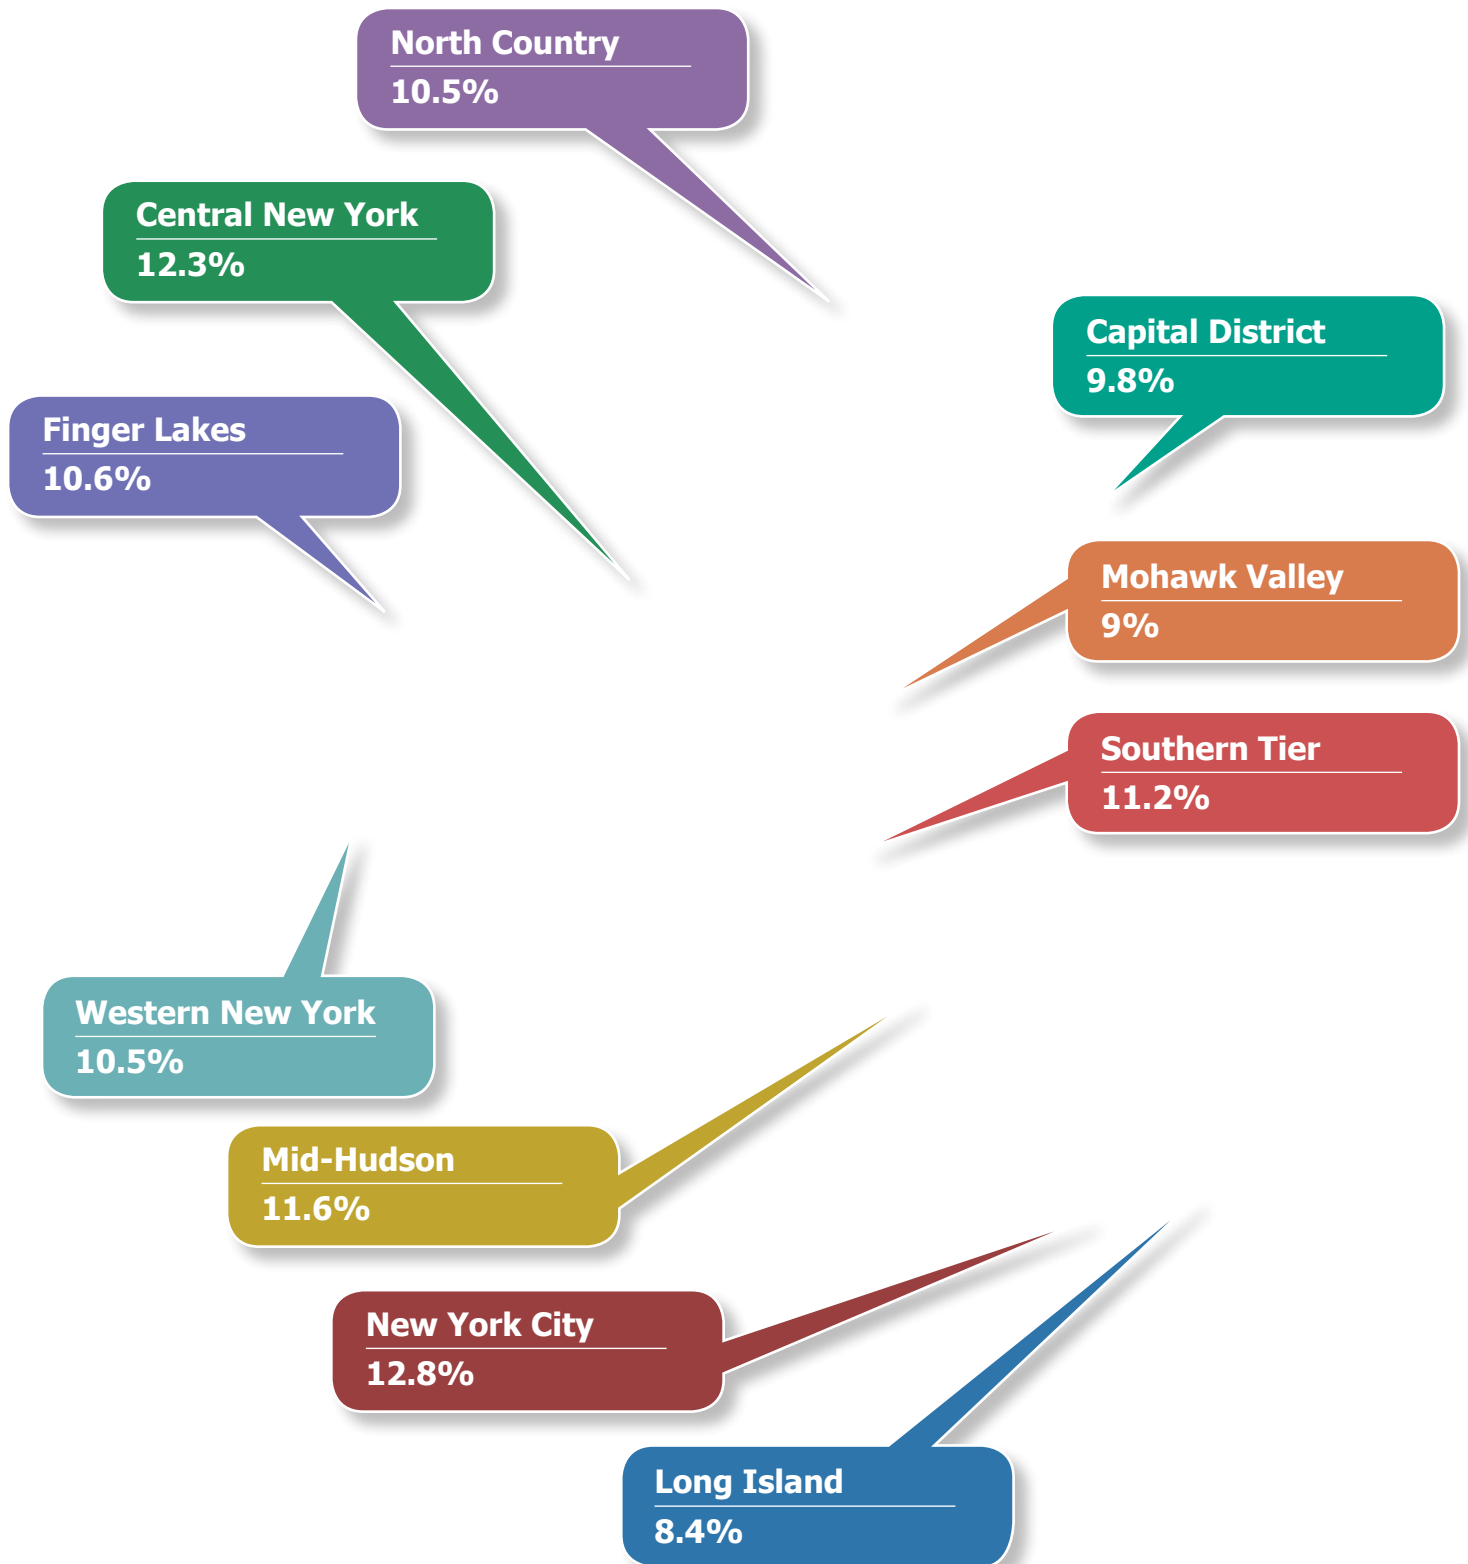 North Country
10.5%
Central New York
12.3%
Capital District
9.8%
Finger Lakes
10.6%
Mohawk Valley
9%
Southern Tier
11.2%
Western New York
10.5%
Mid-Hudson
11.6%
New York City
12.8%
Long Island
8.4%